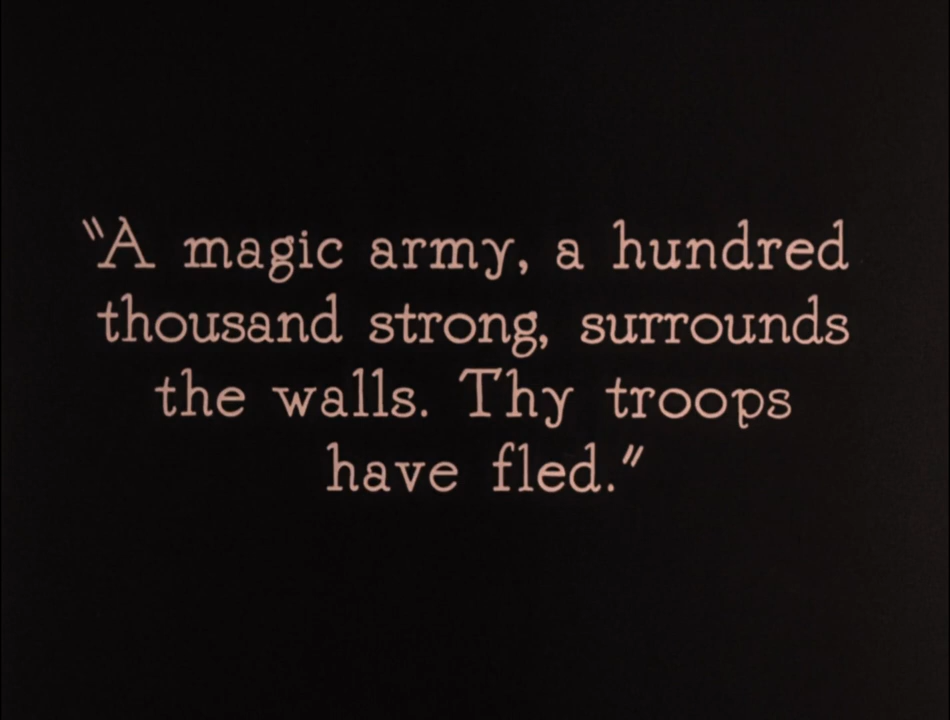 "A magic army, a hundred
thousand strong, surrounds
the walls. Thy troops
have fled."